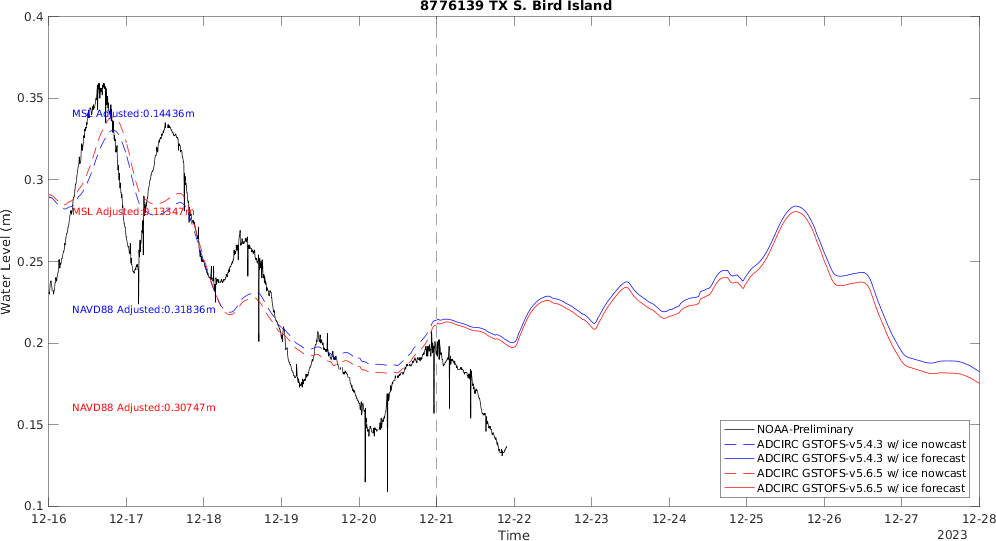 8776139 TX S. Bird Island
0.4
0.35
0.3
0.25
0.2
0.15
0.1
Water Level (m)
MSL Adjusted:0.14436m
MSL Adjusted:0.13347m
NAVD88 Adjusted:0.31836m
NAVD88 Adjusted:0.30747m
NOAA-Preliminary
ADCIRC GSTOFS-v5.4.3 w/ ice nowcast
ADCIRC GSTOFS-v5.4.3 w/ ice forecast
ADCIRC GSTOFS-v5.6.5 w/ ice nowcast
ADCIRC GSTOFS-v5.6.5 w/ ice forecast
12-16 12-17 12-18 12-19 12-20 12-21 12-22 12-23 12-24 12-25 12-26 12-27 12-28
Time
2023